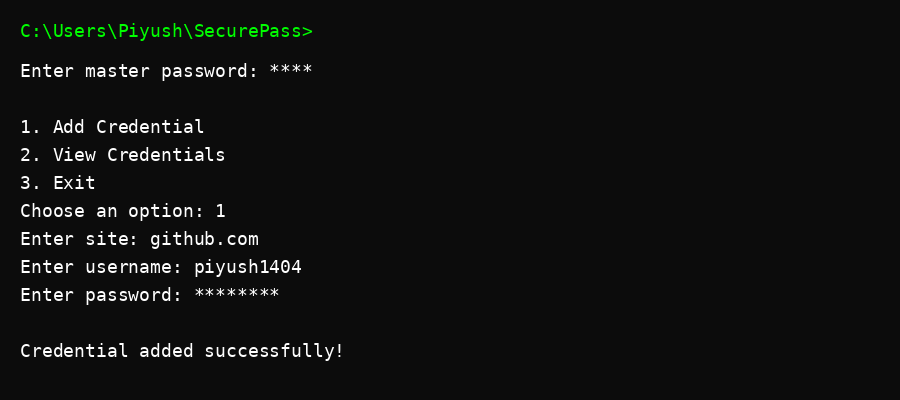 C:\Users\Piyush\SecurePass>
Enter master password: ****
1. Add Credential
2. View Credentials
3. Exit
Choose an option: 1
Enter site: github.com
Enter username: piyush1404
Enter password: ********
Credential added successfully!